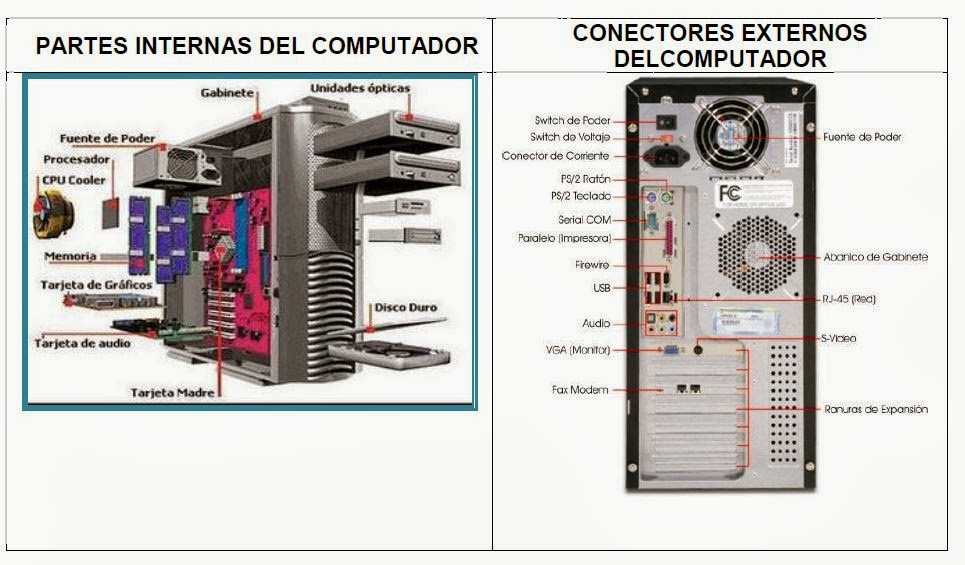 PARTES INTERNAS DEL COMPUTADOR
Gabinete
Unidades ópticas
Fuente de Poder
Procesador
CPU Cooler
Memoria
Tarjeta de Gráficos
Tarjeta de audio
Disco Duro
Tarjeta Madre
CONECTORES EXTERNOS
DELCOMPUTADOR
Switch de Poder
Switch de Voltaje
Conector de Corriente
Fuente de Poder
PS/2 Ratón
PS/2 Teclado
FC
Serial COM
Paralelo (Impresora)
Abanico de Gabinete
Firewire
USB
RJ-45 (Red)
Audio
S-Video
VGA (Monitor)
Fax Modem
Ranuras de Expansión